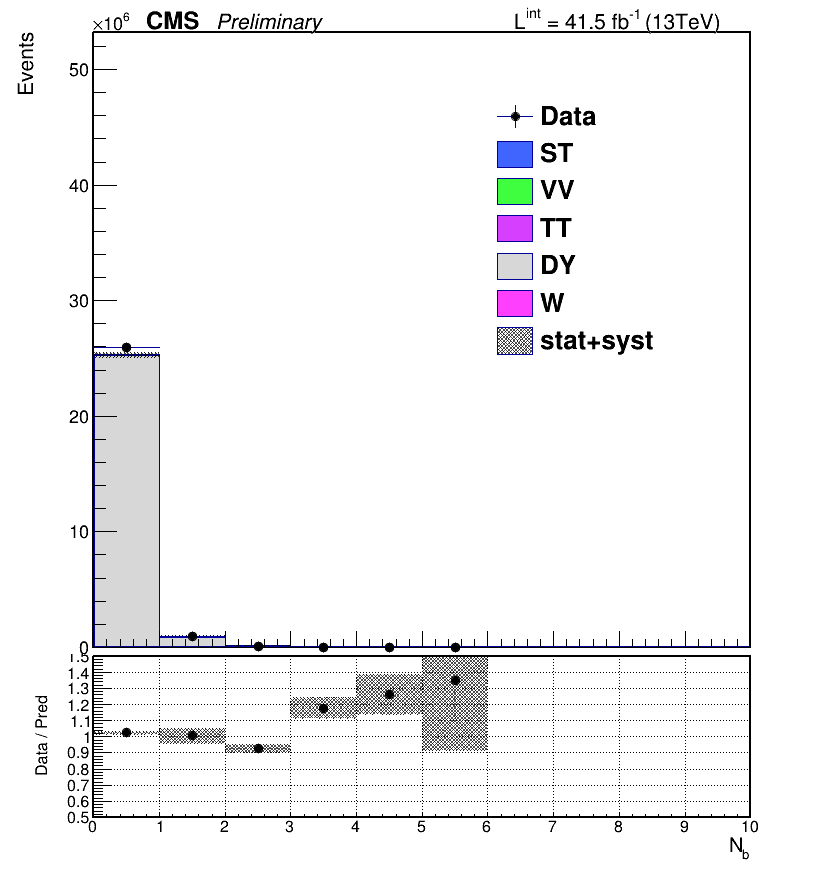 ×10⁶ CMS Preliminary L^int = 41.5 fb⁻¹ (13TeV)
Events
50
40
30
20
10
0
Data
ST
VV
TT
DY
W
stat+syst
Data / Pred
1.5
1.4
1.3
1.2
1.1
1
0.9
0.8
0.7
0.6
0.5
0 1 2 3 4 5 6 7 8 9 10
N_b